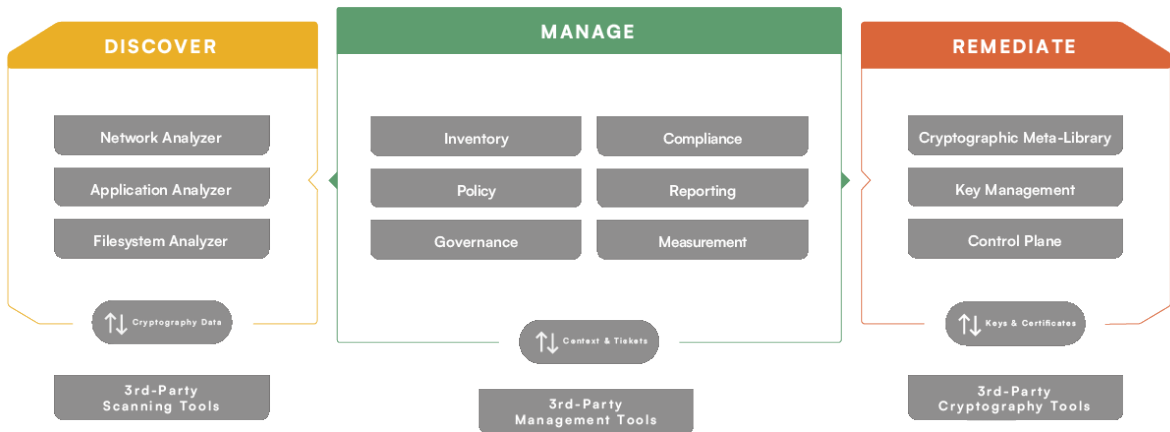 DISCOVER
Network Analyzer
Application Analyzer
Filesystem Analyzer
Cryptography Data
3rd-Party
Scanning Tools
MANAGE
Inventory
Compliance
Policy
Reporting
Governance
Measurement
Context & Tickets
3rd-Party
Management Tools
REMEDIATE
Cryptographic Meta-Library
Key Management
Control Plane
Keys & Certificates
3rd-Party
Cryptography Tools